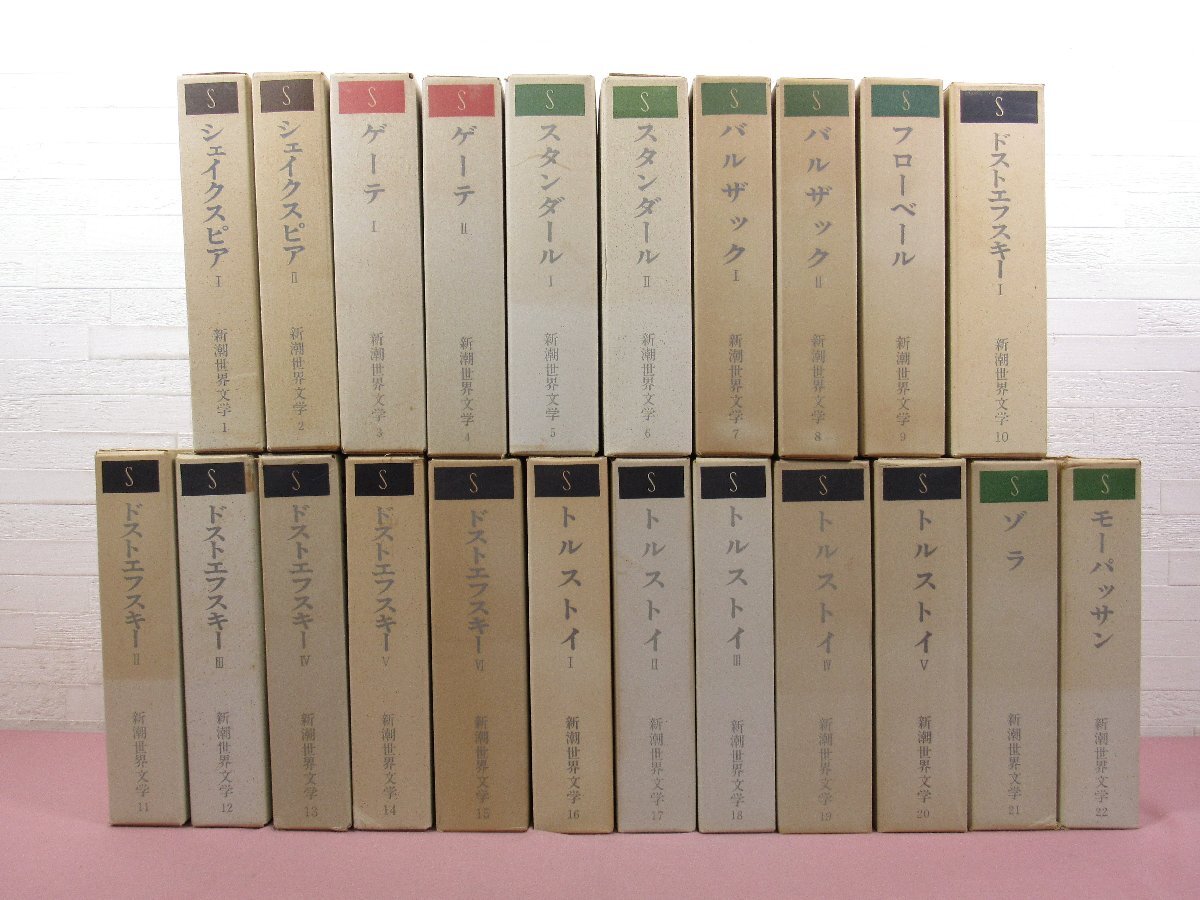 S
シェイクスピア I
新潮世界文学 1
S
シェイクスピア II
新潮世界文学 2
S
ゲーテ I
新潮世界文学 3
S
ゲーテ II
新潮世界文学 4
S
スタンダール I
新潮世界文学 5
S
スタンダール II
新潮世界文学 6
S
バルザック I
新潮世界文学 7
S
バルザック II
新潮世界文学 8
S
フローベール
新潮世界文学 9
S
ドストエフスキー I
新潮世界文学 10
S
ドストエフスキー II
新潮世界文学 11
S
ドストエフスキー III
新潮世界文学 12
S
ドストエフスキー IV
新潮世界文学 13
S
ドストエフスキー V
新潮世界文学 14
S
ドストエフスキー VI
新潮世界文学 15
S
トルストイ I
新潮世界文学 16
S
トルストイ II
新潮世界文学 17
S
トルストイ III
新潮世界文学 18
S
トルストイ IV
新潮世界文学 19
S
トルストイ V
新潮世界文学 20
S
ゾラ
新潮世界文学 21
S
モーパッサン
新潮世界文学 22